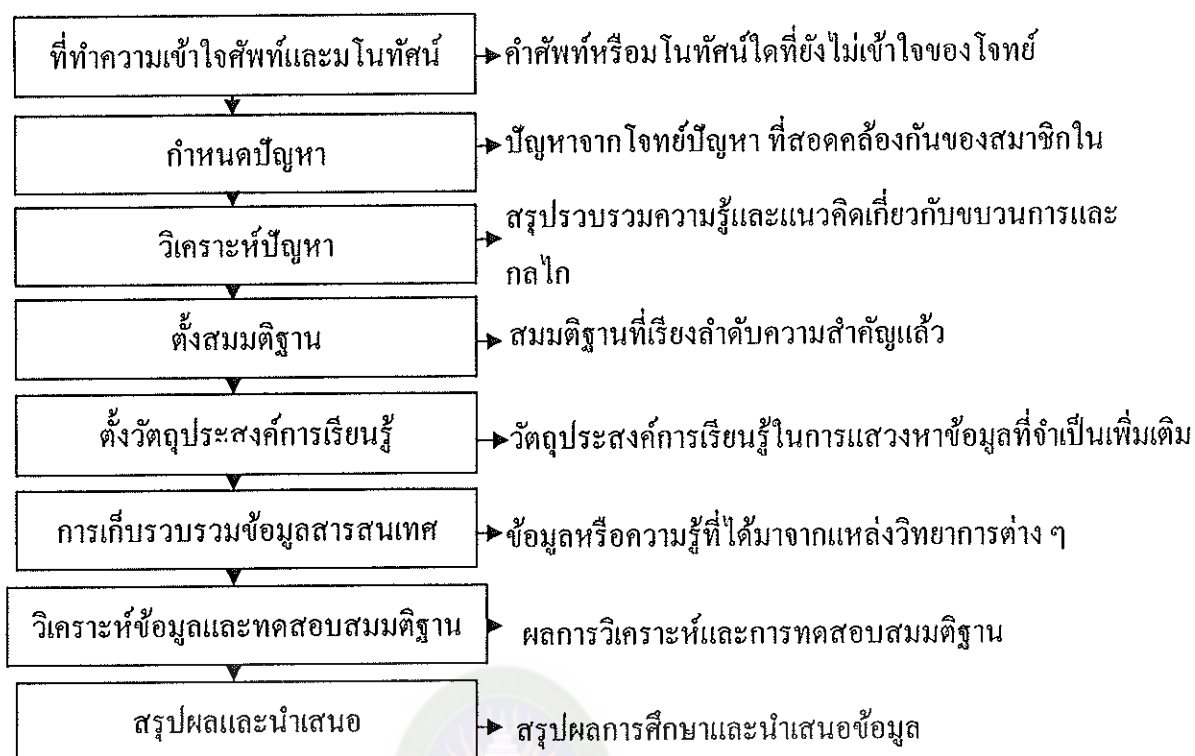 ที่ทำความเข้าใจศัพท์และมโนทัศน์
คำศัพท์หรือมโนทัศน์ใดที่ยังไม่เข้าใจของโจทย์
กำหนดปัญหา
ปัญหาจากโจทย์ปัญหา ที่สอดคล้องกันของสมาชิกใน
วิเคราะห์ปัญหา
สรุปรวบรวมความรู้และแนวคิดเกี่ยวกับขบวนการและ
กลไก
ตั้งสมมติฐาน
สมมติฐานที่เรียงลำดับความสำคัญแล้ว
ตั้งวัตถุประสงค์การเรียนรู้
วัตถุประสงค์การเรียนรู้ในการแสวงหาข้อมูลที่จำเป็นเพิ่มเติม
การเก็บรวบรวมข้อมูลสารสนเทศ
ข้อมูลหรือความรู้ที่ได้มาจากแหล่งวิทยาการต่าง ๆ
วิเคราะห์ข้อมูลและทดสอบสมมติฐาน
ผลการวิเคราะห์และการทดสอบสมมติฐาน
สรุปผลและนำเสนอ
สรุปผลการศึกษาและนำเสนอข้อมูล